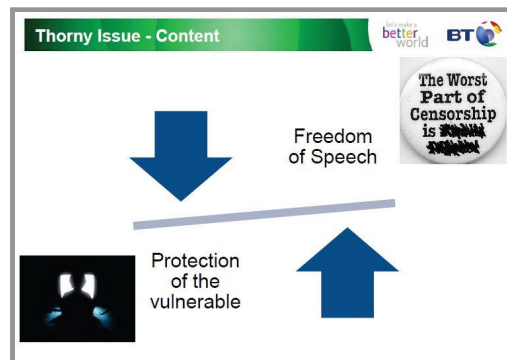 Thorny Issue - Content
let's make a
better
world
BT
The Worst
Part of
Censorship
is
Freedom
of Speech
Protection
of the
vulnerable